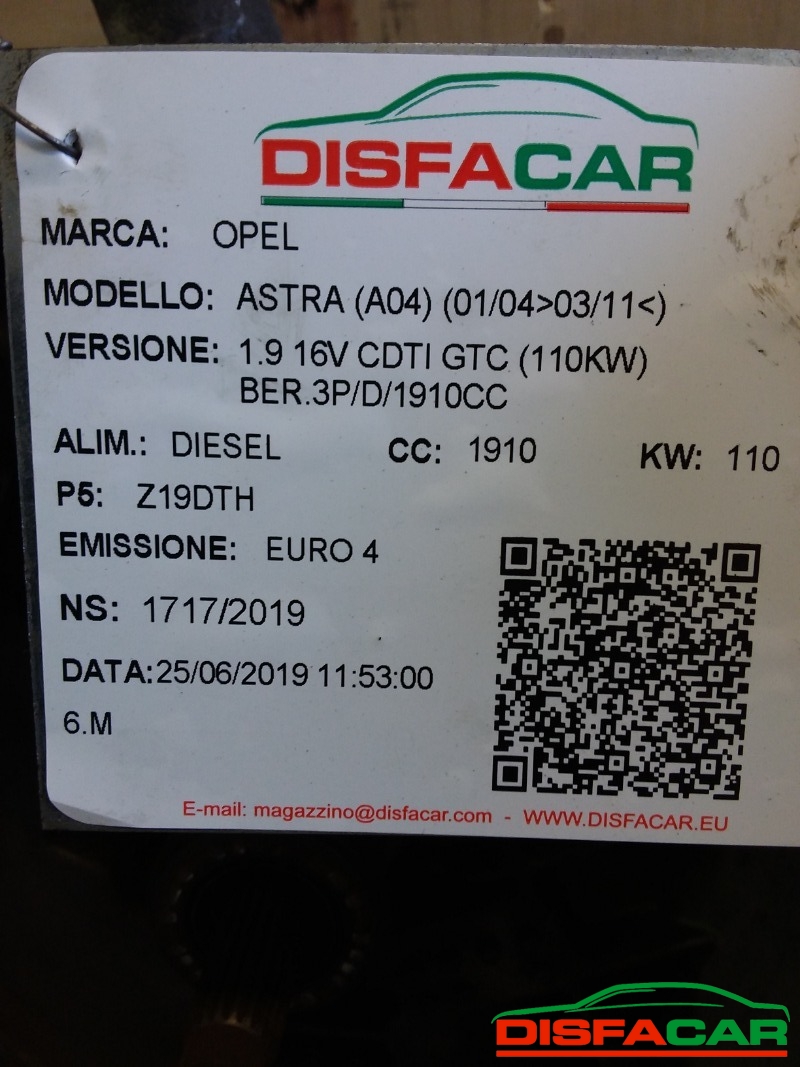 DISFACAR
MARCA: OPEL
MODELLO: ASTRA (A04) (01/04>03/11<)
VERSIONE: 1.9 16V CDTI GTC (110KW)
BER.3P/D/1910CC
ALIM.: DIESEL CC: 1910 KW: 110
P5: Z19DTH
EMISSIONE: EURO 4
NS: 1717/2019
DATA:25/06/2019 11:53:00
6.M
E-mail: magazzino@disfacar.com - WWW.DISFACAR.EU
DISFACAR